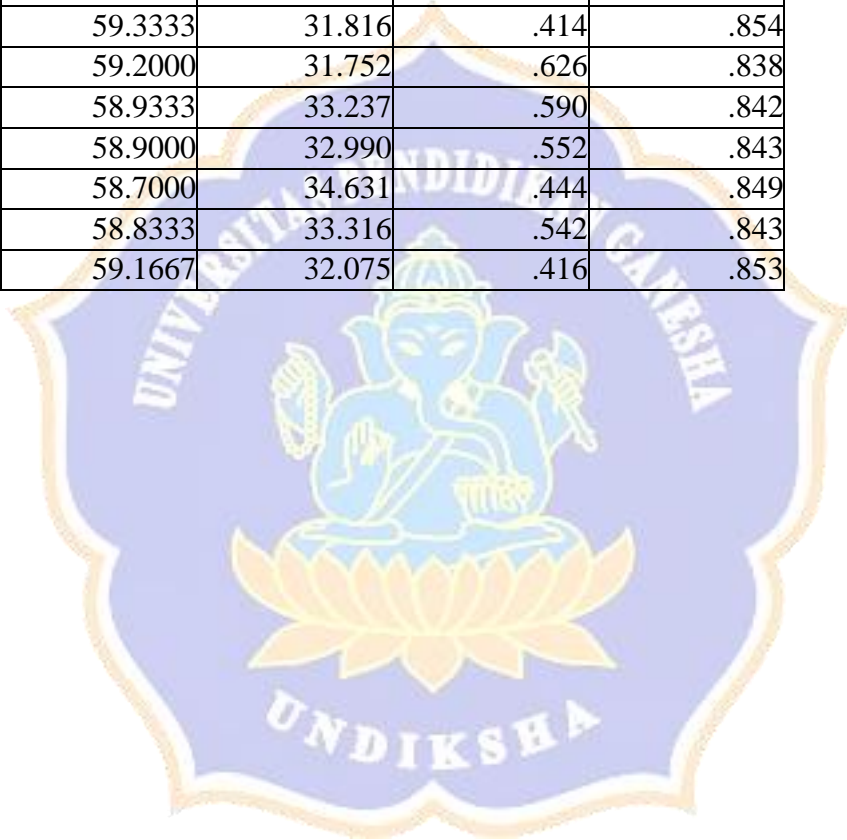 59.3333 31.816 .414 .854
59.2000 31.752 .626 .838
58.9333 33.237 .590 .842
58.9000 32.990 .552 .843
58.7000 34.631 .444 .849
58.8333 33.316 .542 .843
59.1667 32.075 .416 .853
UNIVERSITAS PENDIDIKAN GANESHA
UNDIKSHA